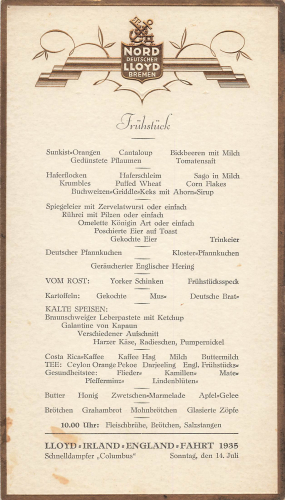 NORD
DEUTSCHER
LLOYD
BREMEN
Frühstück
Sunkist-Orangen Cantaloup Bickbeeren mit Milch
Gedünstete Pflaumen Tomatensaft
Haferflocken Haferschleim Sago in Milch
Krumbles Puffed Wheat Corn Flakes
Buchweizen-Griddle-Keks mit Ahorn-Sirup
Spiegeleier mit Zervelatwurst oder einfach
Rührei mit Pilzen oder einfach
Omelette Königin Art oder einfach
Poschierte Eier auf Toast
Gekochte Eier Trinkeier
Deutscher Pfannkuchen Kloster-Pfannkuchen
Geräucherter Englischer Hering
VOM ROST: Yorker Schinken Frühstücksspeck
Kartoffeln: Gekochte - Mus- Deutsche Brat-
KALTE SPEISEN:
Braunschweiger Leberpastete mit Ketchup
Galantine von Kapaun
Verschiedener Aufschnitt
Harzer Käse, Radieschen, Pumpernickel
Costa Rica-Kaffee Kaffee Hag Milch Buttermilch
TEE: Ceylon Orange Pekoe Darjeeling Engl. Frühstücks-
Gesundheitstee: Flieder- Kamillen- Mate-
Pfeffermünz- Lindenblüten-
Butter Honig Zwetschen-Marmelade Apfel-Gelee
Brötchen Grahambrot Mohnbrötchen Glasierte Zöpfe
10.00 Uhr: Fleischbrühe, Brötchen, Salzstangen
LLOYD-IRLAND-ENGLAND-FAHRT 1935
Schnelldampfer „Columbus" Sonntag, den 14. Juli